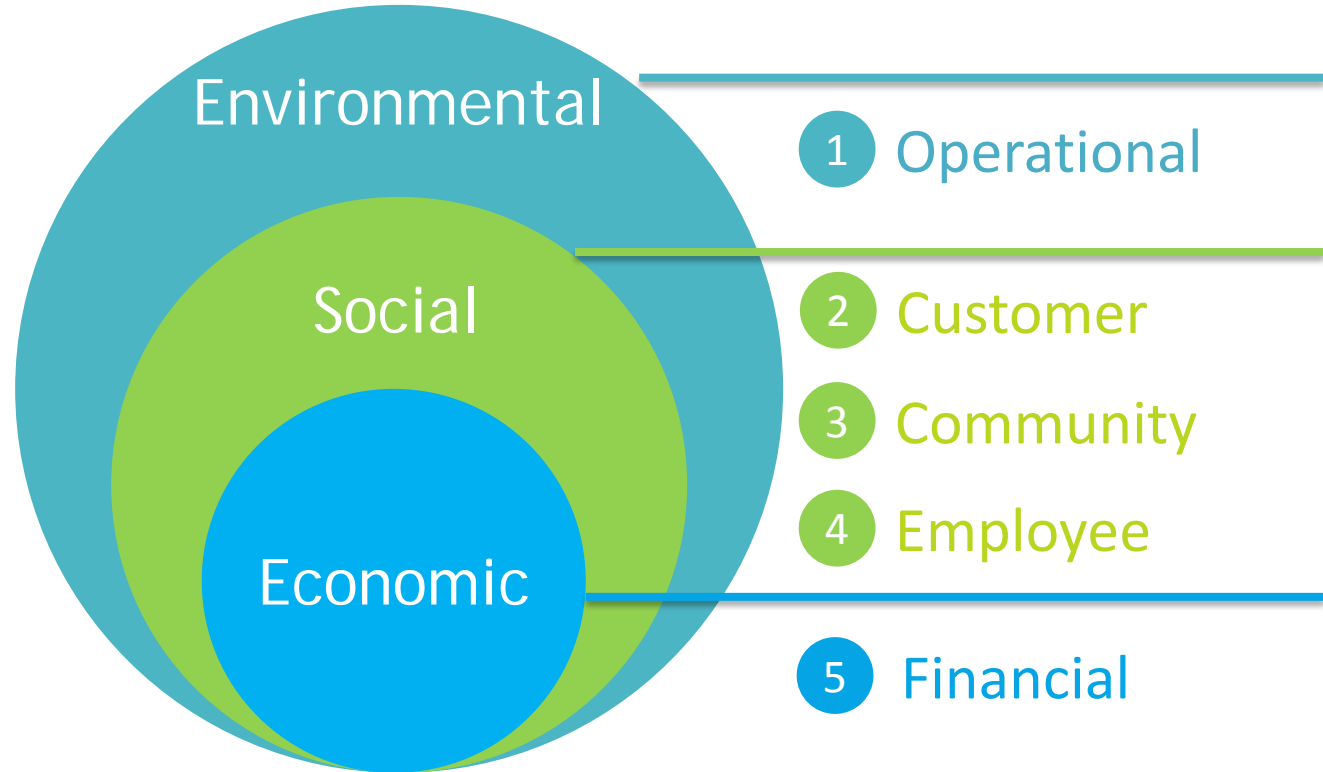 Environmental
Social
Economic
1 Operational
2 Customer
3 Community
4 Employee
5 Financial